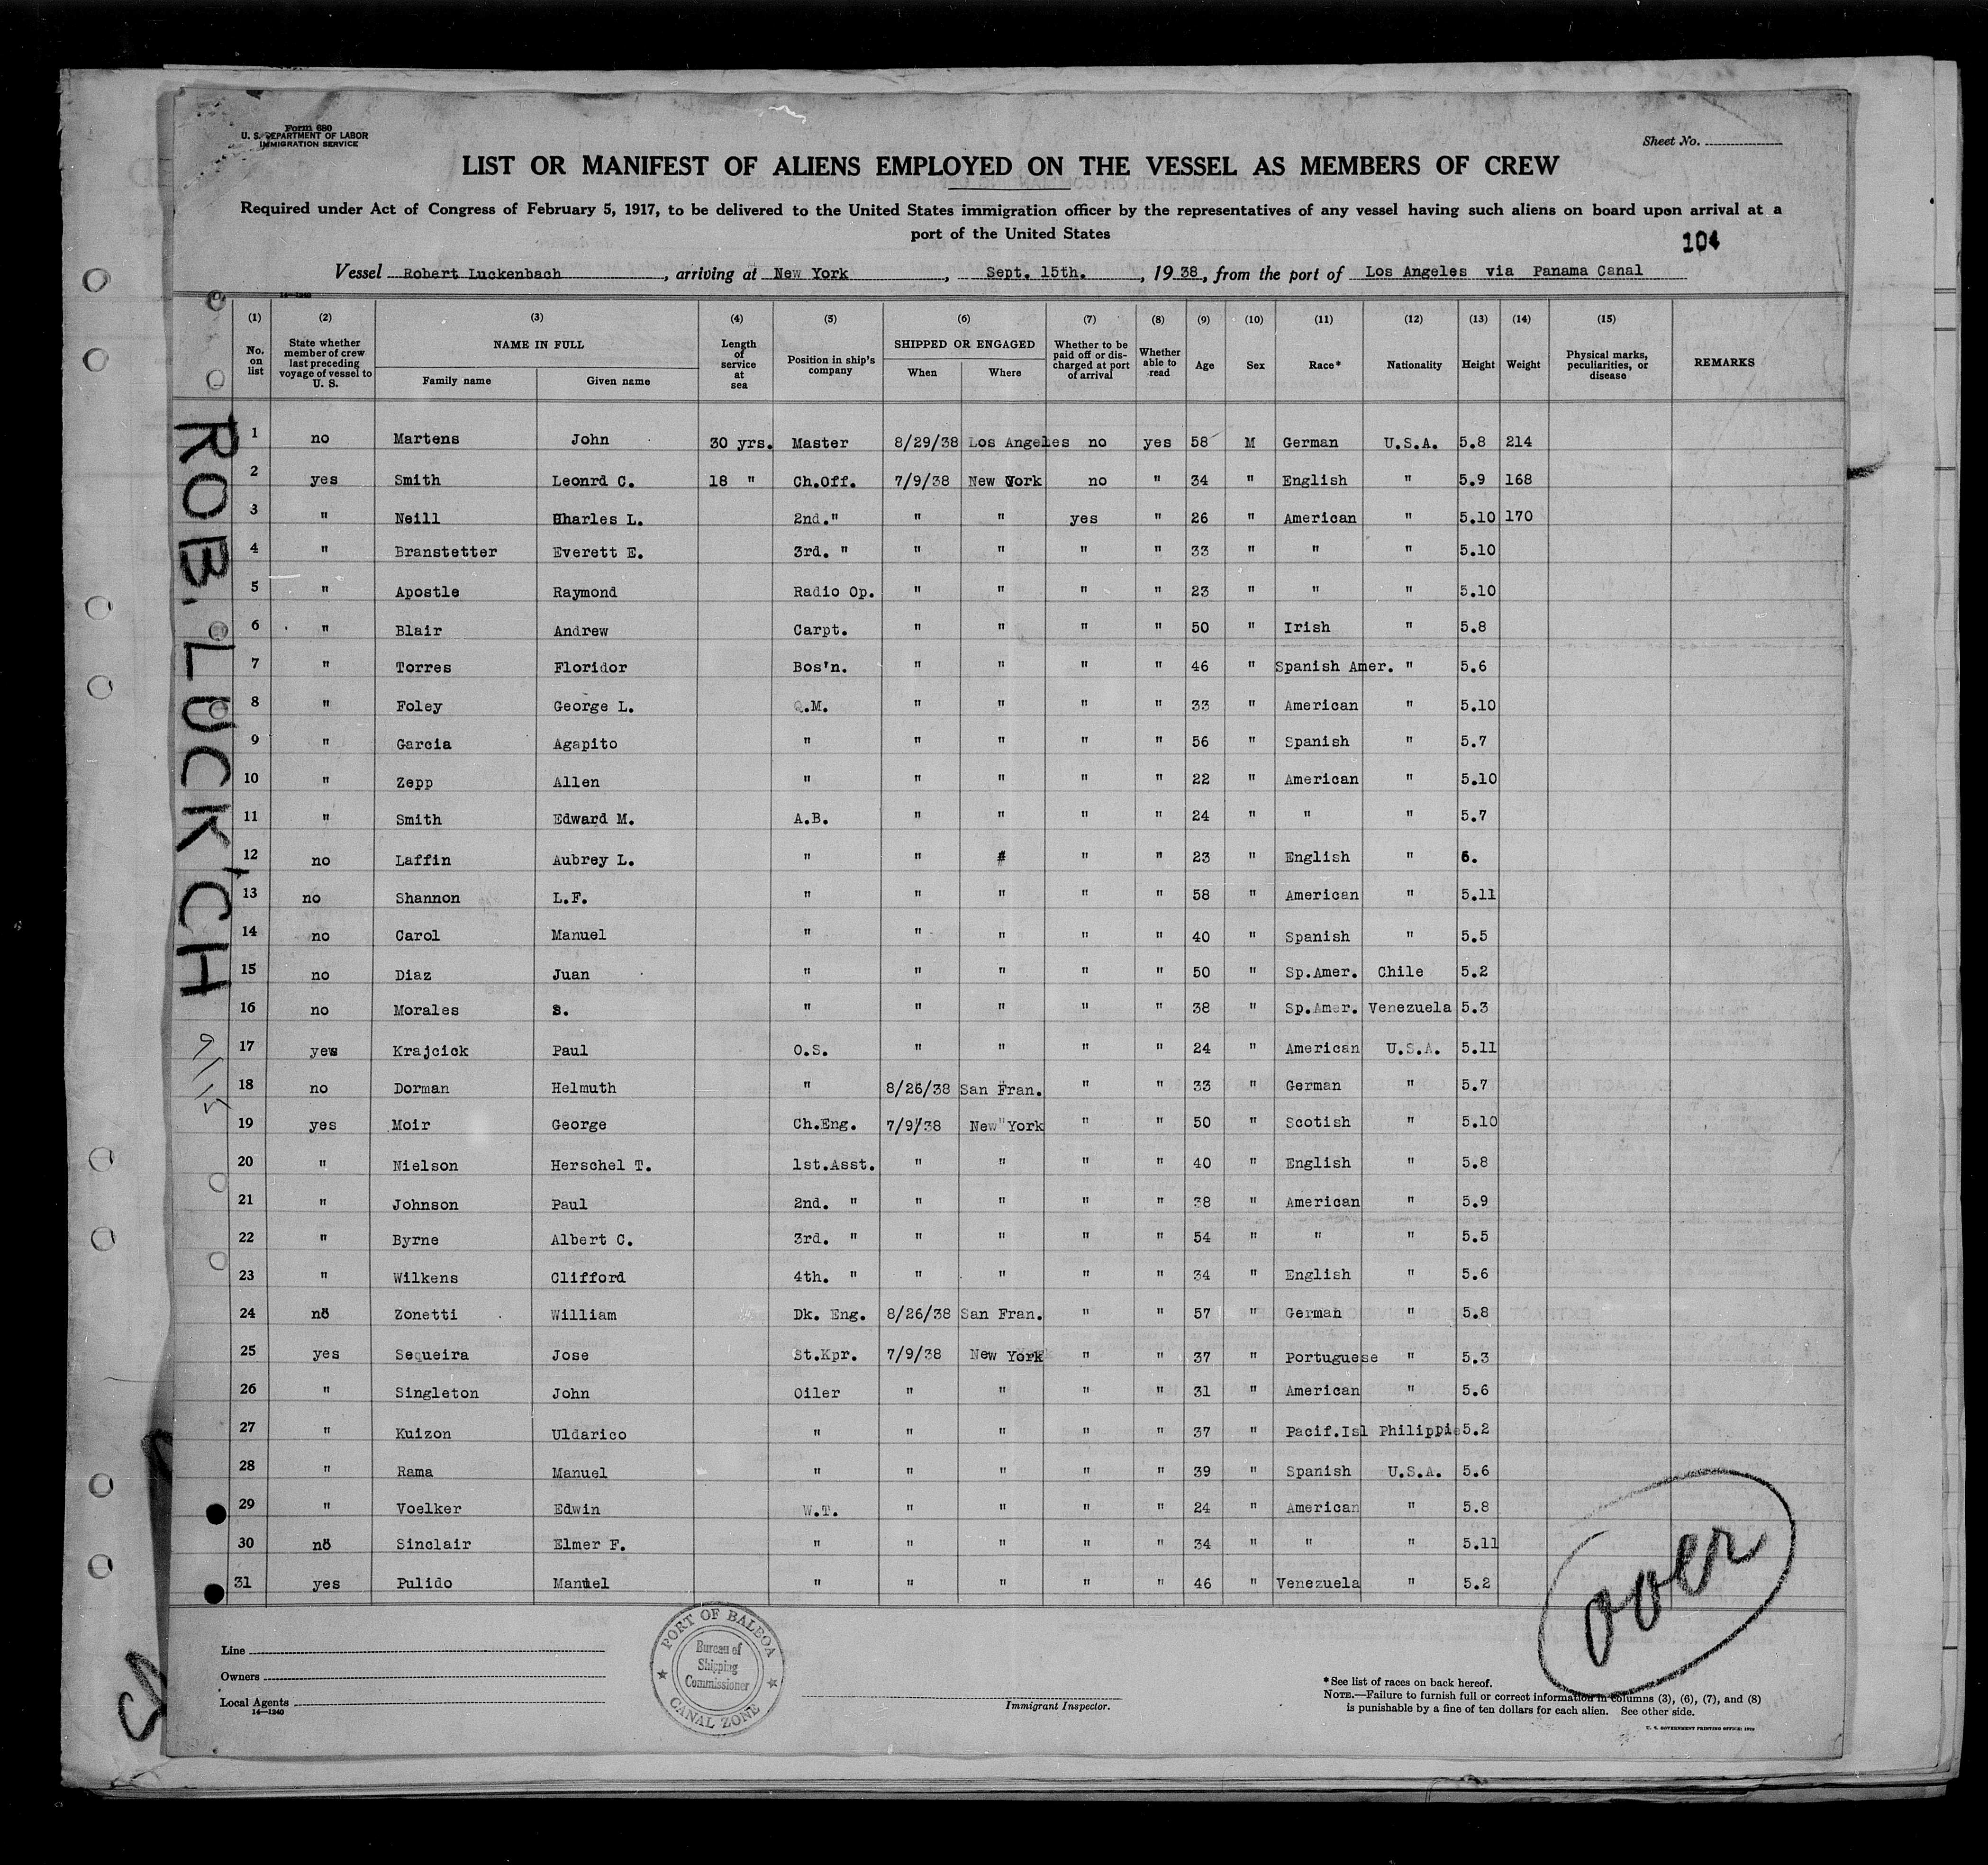 Form 680
U. S. DEPARTMENT OF LABOR
IMMIGRATION SERVICE
Sheet No.
LIST OR MANIFEST OF ALIENS EMPLOYED ON THE VESSEL AS MEMBERS OF CREW
Required under Act of Congress of February 5, 1917, to be delivered to the United States immigration officer by the representatives of any vessel having such aliens on board upon arrival at a
port of the United States
104
Vessel Robert Luckenbach, arriving at New York, Sept. 15th., 1938, from the port of Los Angeles via Panama Canal
14—1240
(1) (2) (3) (4) (5) (6) (7) (8) (9) (10) (11) (12) (13) (14) (15)
No. on list State whether member of crew last preceding voyage of vessel to U. S. NAME IN FULL Family name Given name Length of service at sea Position in ship's company SHIPPED OR ENGAGED When Where Whether to be paid off or discharged at port of arrival Whether able to read Age Sex Race* Nationality Height Weight Physical marks, peculiarities, or disease REMARKS
1 no Martens John 30 yrs. Master 8/29/38 Los Angeles no yes 58 M German U.S.A. 5.8 214
2 yes Smith Leonrd C. 18 " Ch.Off. 7/9/38 New York no " 34 " English " 5.9 168
3 " Neill Charles L. 2nd." " " yes " 26 " American " 5.10 170
4 " Branstetter Everett E. 3rd. " " " " " 33 " " " 5.10
5 " Apostle Raymond Radio Op. " " " " 23 " " " 5.10
6 " Blair Andrew Carpt. " " " " 50 " Irish " 5.8
7 " Torres Floridor Bos'n. " " " " 46 " Spanish Amer. " 5.6
8 " Foley George L. Q.M. " " " " 33 " American " 5.10
9 " Garcia Agapito " " " " " 56 " Spanish " 5.7
10 " Zepp Allen " " " " " 22 " American " 5.10
11 " Smith Edward M. A.B. " " " " 24 " " " 5.7
12 no Laffin Aubrey L. " " " " " 23 " English " 6.
13 no Shannon L.F. " " " " " 58 " American " 5.11
14 no Carol Manuel " " " " " 40 " Spanish " 5.5
15 no Diaz Juan " " " " " 50 " Sp.Amer. Chile 5.2
16 no Morales S. " " " " " 38 " Sp.Amer. Venezuela 5.3
17 yes Krajcick Paul O.S. " " " " 24 " American U.S.A. 5.11
18 no Dorman Helmuth " 8/26/38 San Fran. " " 33 " German " 5.7
19 yes Moir George Ch.Eng. 7/9/38 New York " " 50 " Scotish " 5.10
20 " Nielson Herschel T. 1st.Asst. " " " " 40 " English " 5.8
21 " Johnson Paul 2nd. " " " " " 38 " American " 5.9
22 " Byrne Albert C. 3rd. " " " " " 54 " " " 5.5
23 " Wilkens Clifford 4th. " " " " " 34 " English " 5.6
24 no Zonetti William Dk. Eng. 8/26/38 San Fran. " " 57 " German " 5.8
25 yes Sequeira Jose St.Kpr. 7/9/38 New York " " 37 " Portuguese " 5.3
26 " Singleton John Oiler " " " " 31 " American " 5.6
27 " Kuizon Uldarico " " " " " 37 " Pacif.Isl Philippie 5.2
28 " Rama Manuel " " " " " 39 " Spanish U.S.A. 5.6
29 " Voelker Edwin W.T. " " " " 24 " American " 5.8
30 no Sinclair Elmer F. " " " " " 34 " " " 5.11
31 yes Pulido Manuel " " " " " 46 " Venezuela " 5.2
ROB. LUCK'CH
9/15
over
Line
Owners
Local Agents
14—1240
PORT OF BALBOA
Bureau of
Shipping
Commissioner
CANAL ZONE
Immigrant Inspector.
*See list of races on back hereof.
NOTE.—Failure to furnish full or correct information in columns (3), (6), (7), and (8)
is punishable by a fine of ten dollars for each alien. See other side.